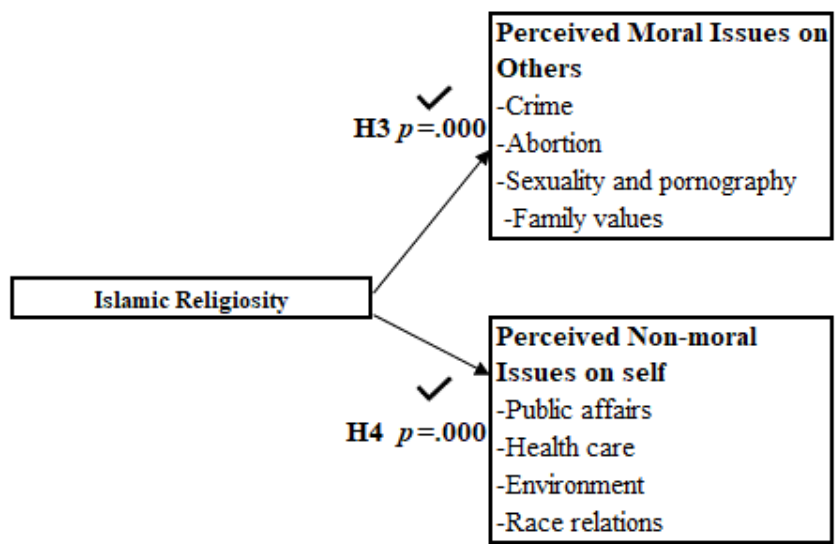 Perceived Moral Issues on
Others
-Crime
-Abortion
-Sexuality and pornography
-Family values
H3 p=.000
Islamic Religiosity
Perceived Non-moral
Issues on self
-Public affairs
-Health care
-Environment
-Race relations
H4 p=.000